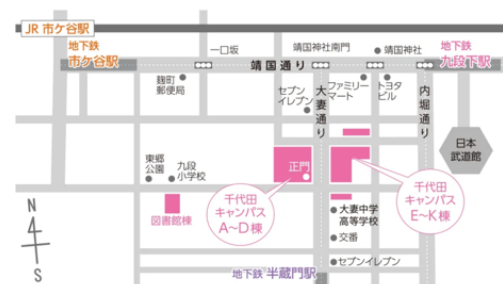 JR 市ケ谷駅
地下鉄
市ケ谷駅
一口坂
靖国神社南門
靖国神社
地下鉄
九段下駅
靖国通り
麹町
郵便局
セブン
イレブン
大妻通り
ファミリー
マート
トヨタ
ビル
内堀通り
日本
武道館
東郷
公園
九段
小学校
正門
図書館棟
千代田
キャンパス
A〜D棟
千代田
キャンパス
E〜K棟
大妻中学
高等学校
交番
セブンイレブン
地下鉄 半蔵門駅
N
S